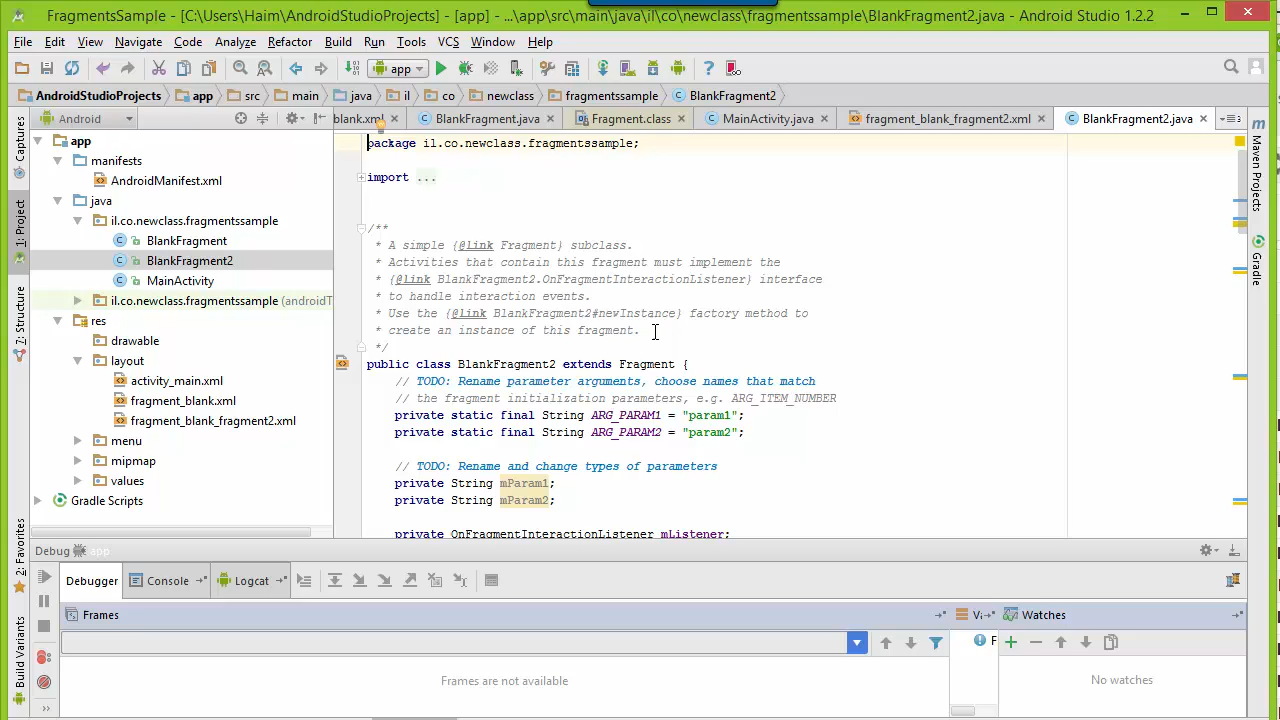 FragmentsSample - [C:\Users\Haim\AndroidStudioProjects] - [app] - ...\app\src\main\java\il\co\newclass\fragmentssample\BlankFragment2.java - Android Studio 1.2.2
File Edit View Navigate Code Analyze Refactor Build Run Tools VCS Window Help
app
AndroidStudioProjects app src main java il co newclass fragmentssample BlankFragment2
Android
blank.xml BlankFragment.java Fragment.class MainActivity.java fragment_blank_fragment2.xml BlankFragment2.java
Captures
1: Project
7: Structure
2: Favorites
Build Variants
app
manifests
AndroidManifest.xml
java
il.co.newclass.fragmentssample
BlankFragment
BlankFragment2
MainActivity
il.co.newclass.fragmentssample (androidT
res
drawable
layout
activity_main.xml
fragment_blank.xml
fragment_blank_fragment2.xml
menu
mipmap
values
Gradle Scripts
package il.co.newclass.fragmentssample;
import ...
/**
* A simple {@link Fragment} subclass.
* Activities that contain this fragment must implement the
* {@link BlankFragment2.OnFragmentInteractionListener} interface
* to handle interaction events.
* Use the {@link BlankFragment2#newInstance} factory method to
* create an instance of this fragment.
*/
public class BlankFragment2 extends Fragment {
// TODO: Rename parameter arguments, choose names that match
// the fragment initialization parameters, e.g. ARG_ITEM_NUMBER
private static final String ARG_PARAM1 = "param1";
private static final String ARG_PARAM2 = "param2";
// TODO: Rename and change types of parameters
private String mParam1;
private String mParam2;
private OnFragmentInteractionListener mListener;
Maven Projects
Gradle
Debug app
Debugger Console Logcat
Frames
Frames are not available
Watches
No watches